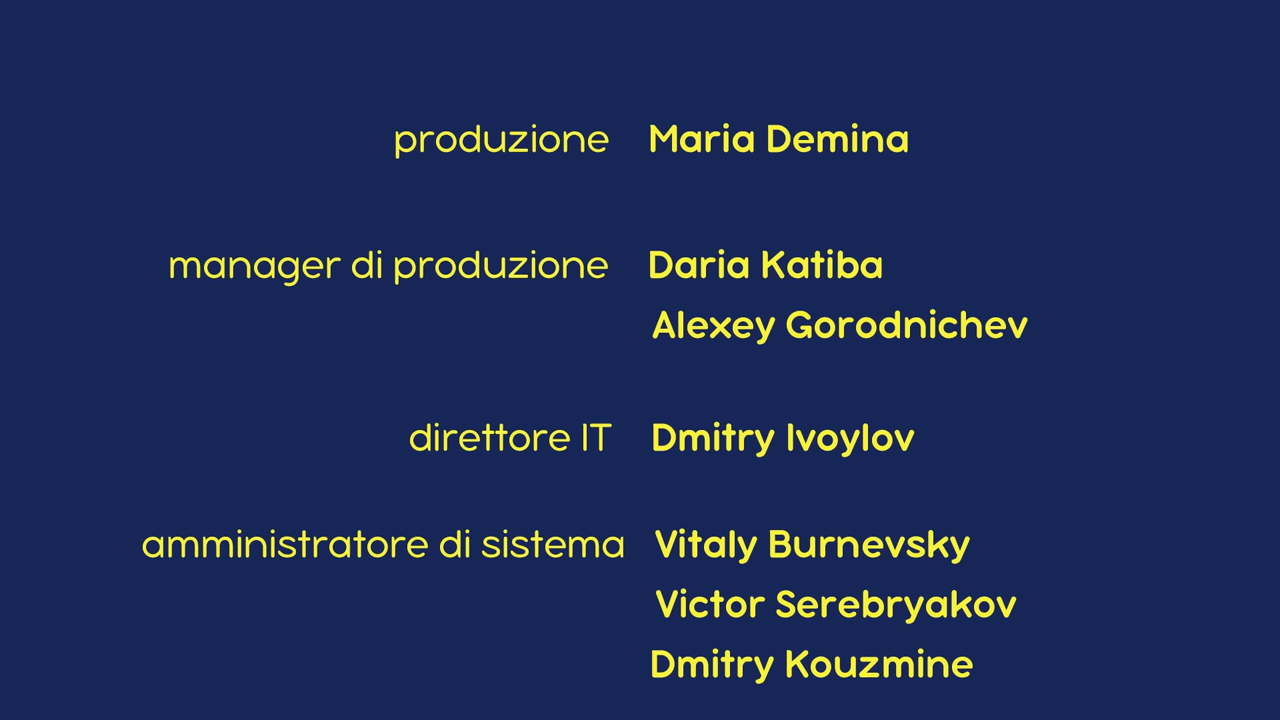 produzione Maria Demina
manager di produzione Daria Katiba
Alexey Gorodnichev
direttore IT Dmitry Ivoylov
amministratore di sistema Vitaly Burnevsky
Victor Serebryakov
Dmitry Kouzmine